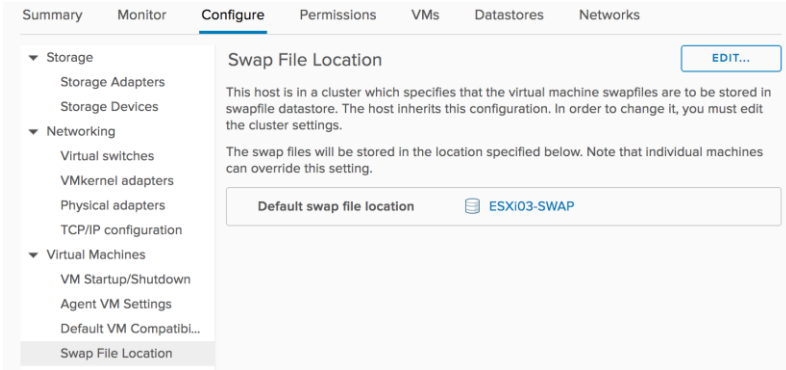 Summary Monitor Configure Permissions VMs Datastores Networks
Storage
Storage Adapters
Storage Devices
Networking
Virtual switches
VMkernel adapters
Physical adapters
TCP/IP configuration
Virtual Machines
VM Startup/Shutdown
Agent VM Settings
Default VM Compatibi...
Swap File Location
Swap File Location
EDIT...
This host is in a cluster which specifies that the virtual machine swapfiles are to be stored in
swapfile datastore. The host inherits this configuration. In order to change it, you must edit
the cluster settings.
The swap files will be stored in the location specified below. Note that individual machines
can override this setting.
Default swap file location ESXi03-SWAP